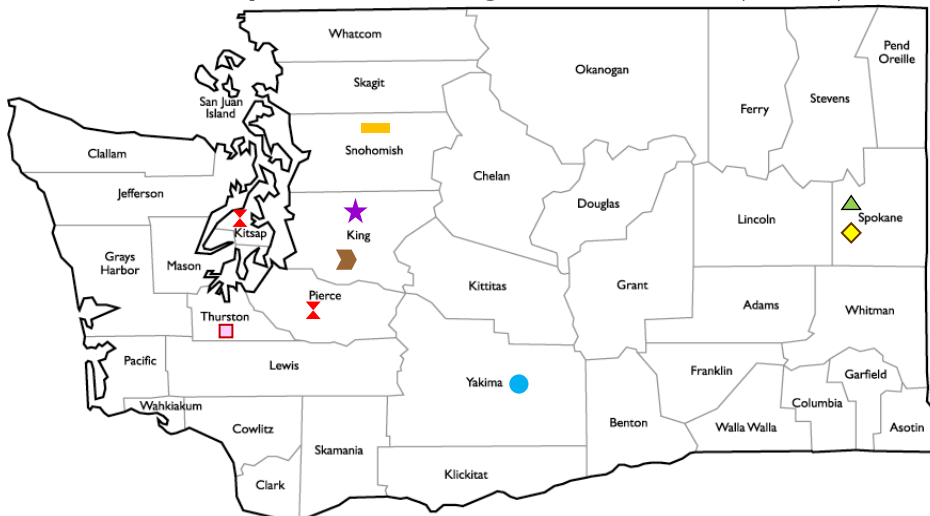 Whatcom
Pend
Oreille
Okanogan
Skagit
San Juan
Island
Ferry
Stevens
Snohomish
Clallam
Chelan
Jefferson
Douglas
Lincoln
Spokane
King
Kitsap
Grays
Harbor
Mason
Kittitas
Grant
Pierce
Adams
Whitman
Thurston
Pacific
Lewis
Yakima
Franklin
Garfield
Wahkiakum
Columbia
Cowlitz
Benton
Walla Walla
Asotin
Skamania
Klickitat
Clark